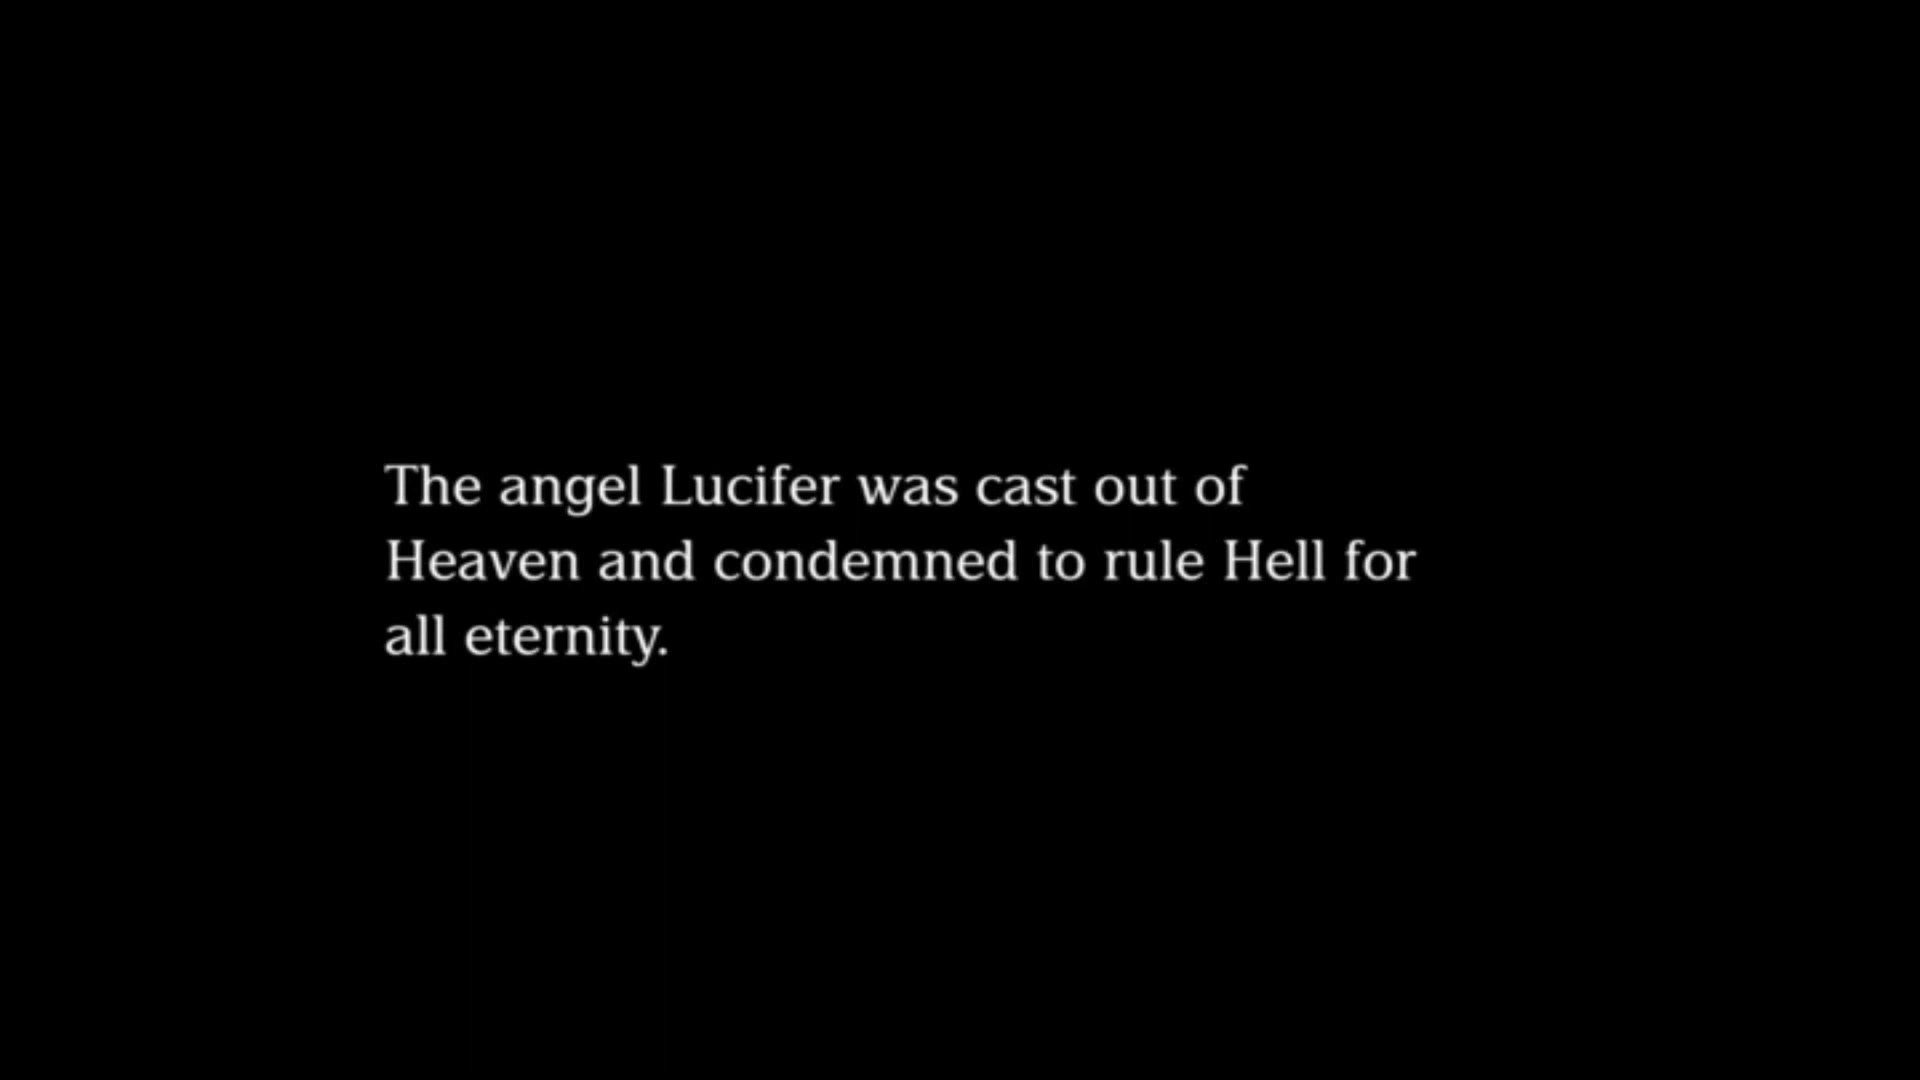 The angel Lucifer was cast out of
Heaven and condemned to rule Hell for
all eternity.